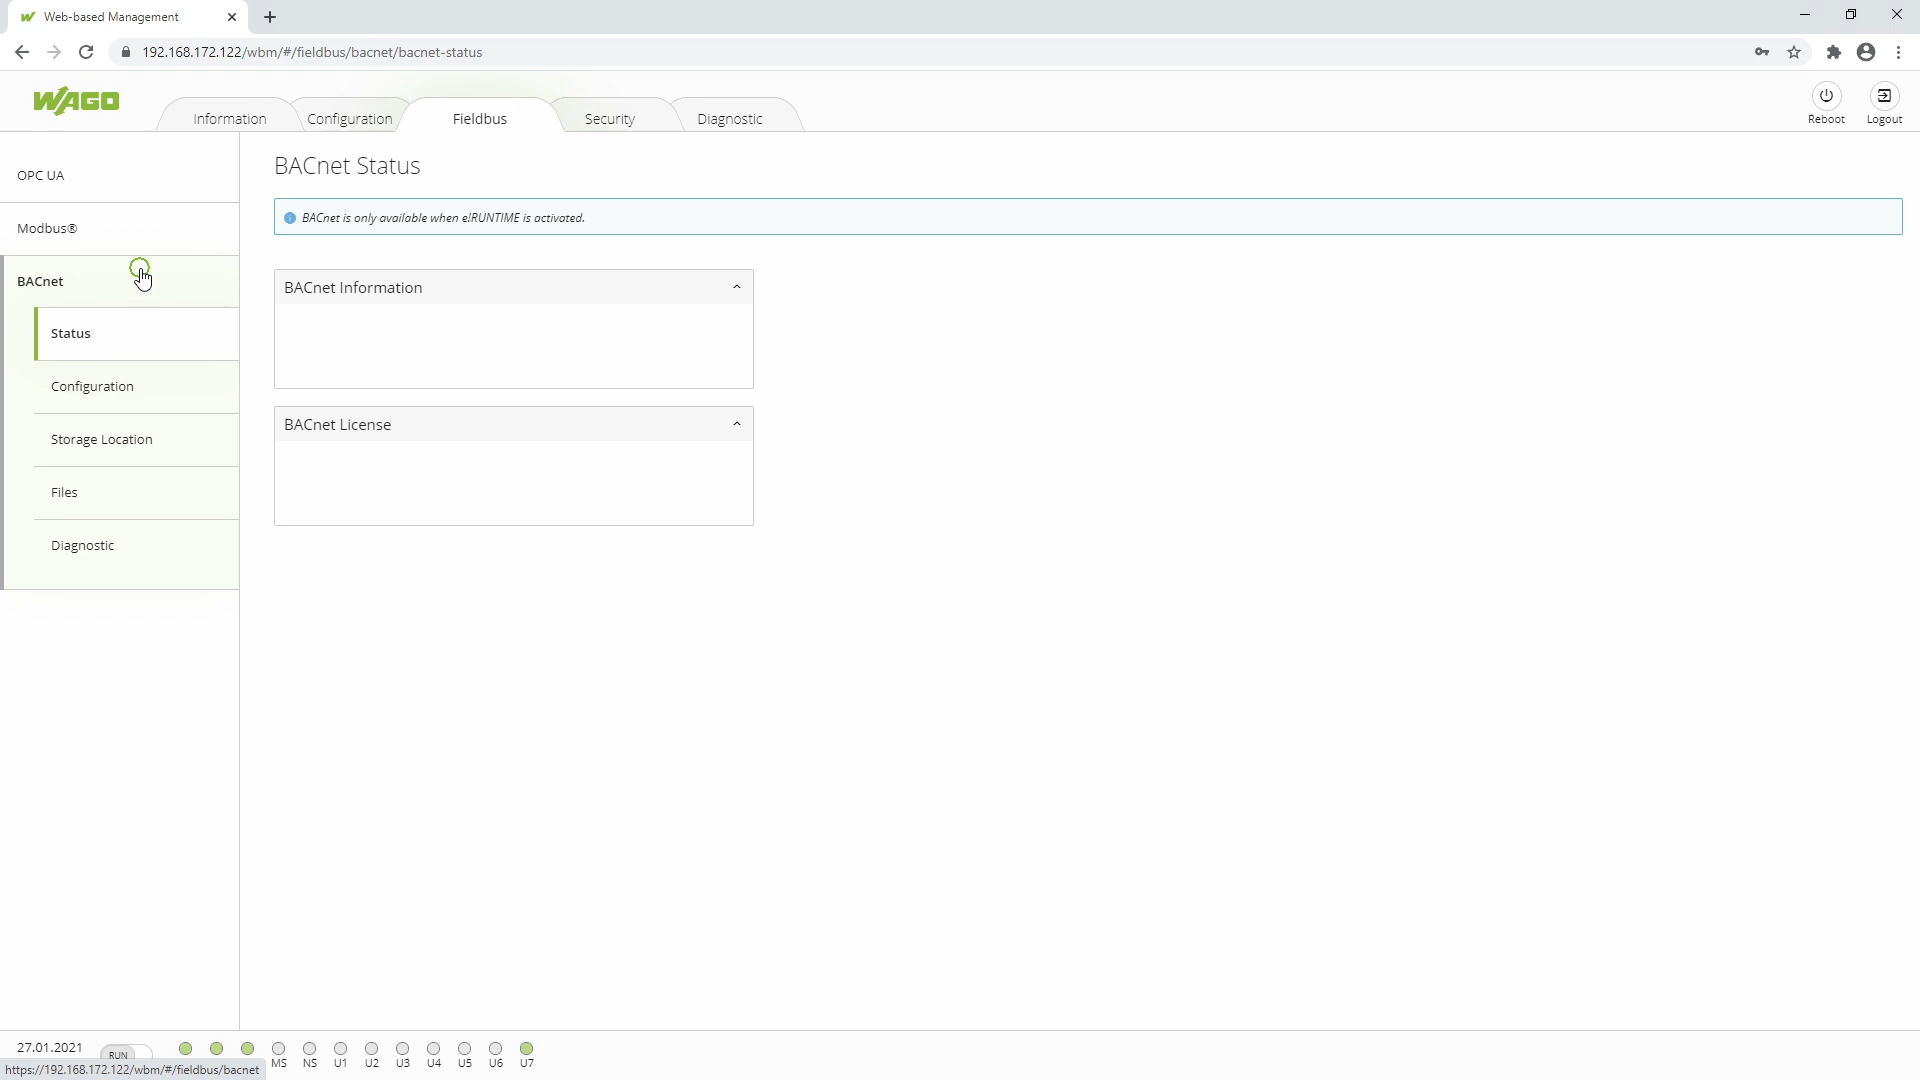 Web-based Management
192.168.172.122/wbm/#/fieldbus/bacnet/bacnet-status
WAGO
Information
Configuration
Fieldbus
Security
Diagnostic
Reboot
Logout
OPC UA
Modbus®
BACnet
Status
Configuration
Storage Location
Files
Diagnostic
BACnet Status
BACnet is only available when e!RUNTIME is activated.
BACnet Information
BACnet License
27.01.2021
RUN
MS
NS
U1
U2
U3
U4
U5
U6
U7
https://192.168.172.122/wbm/#/fieldbus/bacnet